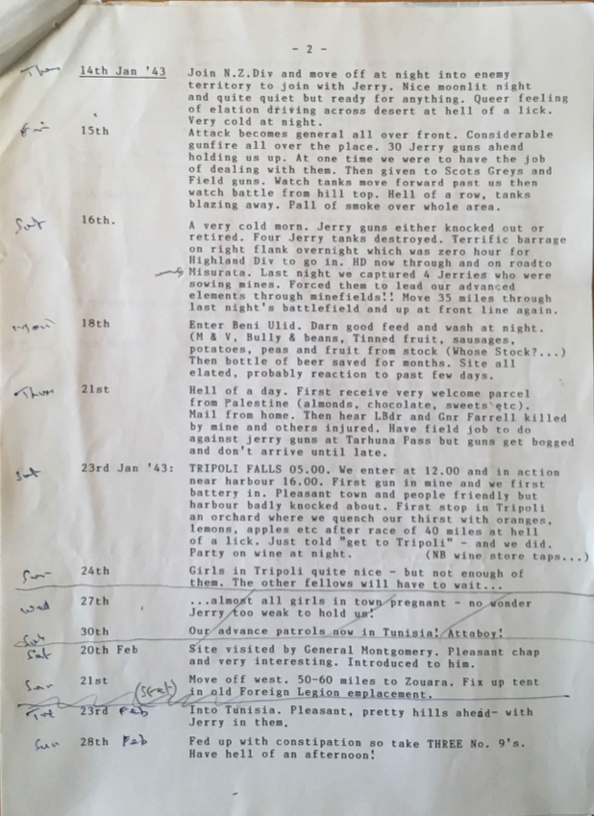 - 2 -
Thu 14th Jan '43 Join N.Z.Div and move off at night into enemy
territory to join with Jerry. Nice moonlit night
and quite quiet but ready for anything. Queer feeling
of elation driving across desert at hell of a lick.
Very cold at night.
Fri 15th Attack becomes general all over front. Considerable
gunfire all over the place. 30 Jerry guns ahead
holding us up. At one time we were to have the job
of dealing with them. Then given to Scots Greys and
Field guns. Watch tanks move forward past us then
watch battle from hill top. Hell of a row, tanks
blazing away. Pall of smoke over whole area.
Sat 16th. A very cold morn. Jerry guns either knocked out or
retired. Four Jerry tanks destroyed. Terrific barrage
on right flank overnight which was zero hour for
Highland Div to go in. HD now through and on roadto
Misurata. Last night we captured 4 Jerries who were
sowing mines. Forced them to lead our advanced
elements through minefields!! Move 35 miles through
last night's battlefield and up at front line again.
Mon 18th Enter Beni Ulid. Darn good feed and wash at night.
(M & V, Bully & beans, Tinned fruit, sausages,
potatoes, peas and fruit from stock (Whose Stock?...)
Then bottle of beer saved for months. Site all
elated, probably reaction to past few days.
Thurs 21st Hell of a day. First receive very welcome parcel
from Palestine (almonds, chocolate, sweets etc).
Mail from home. Then hear LBdr and Gnr Farrell killed
by mine and others injured. Have field job to do
against jerry guns at Tarhuna Pass but guns get bogged
and don't arrive until late.
Sat 23rd Jan '43: TRIPOLI FALLS 05.00. We enter at 12.00 and in action
near harbour 16.00. First gun in mine and we first
battery in. Pleasant town and people friendly but
harbour badly knocked about. First stop in Tripoli
an orchard where we quench our thirst with oranges,
lemons, apples etc after race of 40 miles at hell
of a lick. Just told "get to Tripoli" - and we did.
Party on wine at night. (NB wine store taps...)
Sun 24th Girls in Tripoli quite nice - but not enough of
them. The other fellows will have to wait...
Wed 27th ...almost all girls in town pregnant - no wonder
Jerry too weak to hold us!
Sat 30th Our advance patrols now in Tunisia! Attaboy!
Sat 20th Feb Site visited by General Montgomery. Pleasant chap
and very interesting. Introduced to him.
Sun 21st Move off west. 50-60 miles to Zouara. Fix up tent
in old Foreign Legion emplacement.
Tue 23rd Feb Into Tunisia. Pleasant, pretty hills ahead- with
Jerry in them.
Sun 28th Feb Fed up with constipation so take THREE No. 9's.
Have hell of an afternoon!